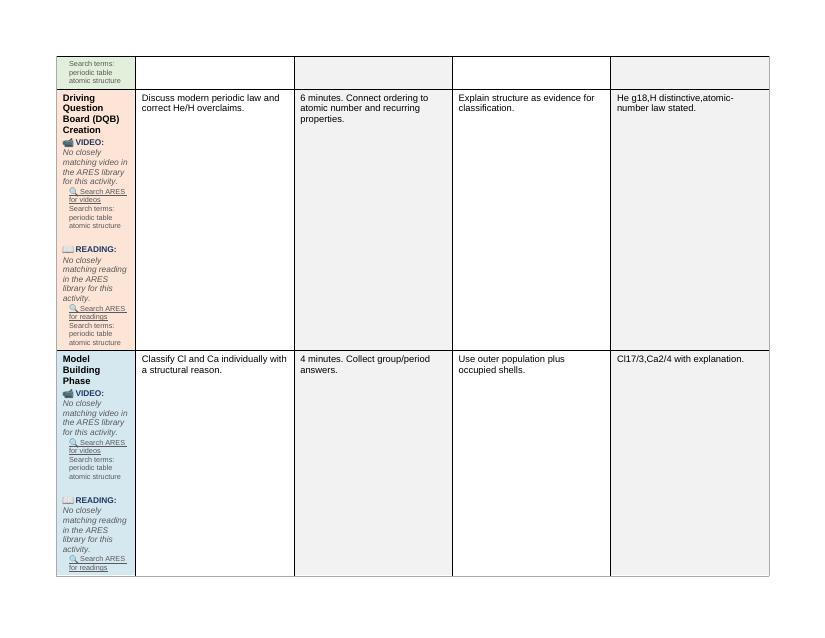 Search terms:
periodic table
atomic structure
Driving
Question
Board (DQB)
Creation
📹 VIDEO:
No closely
matching video in
the ARES library
for this activity.
🔍 Search ARES
for videos
Search terms:
periodic table
atomic structure
📖 READING:
No closely
matching reading
in the ARES
library for this
activity.
🔍 Search ARES
for readings
Search terms:
periodic table
atomic structure
Discuss modern periodic law and
correct He/H overclaims.
6 minutes. Connect ordering to
atomic number and recurring
properties.
Explain structure as evidence for
classification.
He g18,H distinctive,atomic-
number law stated.
Model
Building
Phase
📹 VIDEO:
No closely
matching video in
the ARES library
for this activity.
🔍 Search ARES
for videos
Search terms:
periodic table
atomic structure
📖 READING:
No closely
matching reading
in the ARES
library for this
activity.
🔍 Search ARES
for readings
Classify Cl and Ca individually with
a structural reason.
4 minutes. Collect group/period
answers.
Use outer population plus
occupied shells.
Cl17/3,Ca2/4 with explanation.